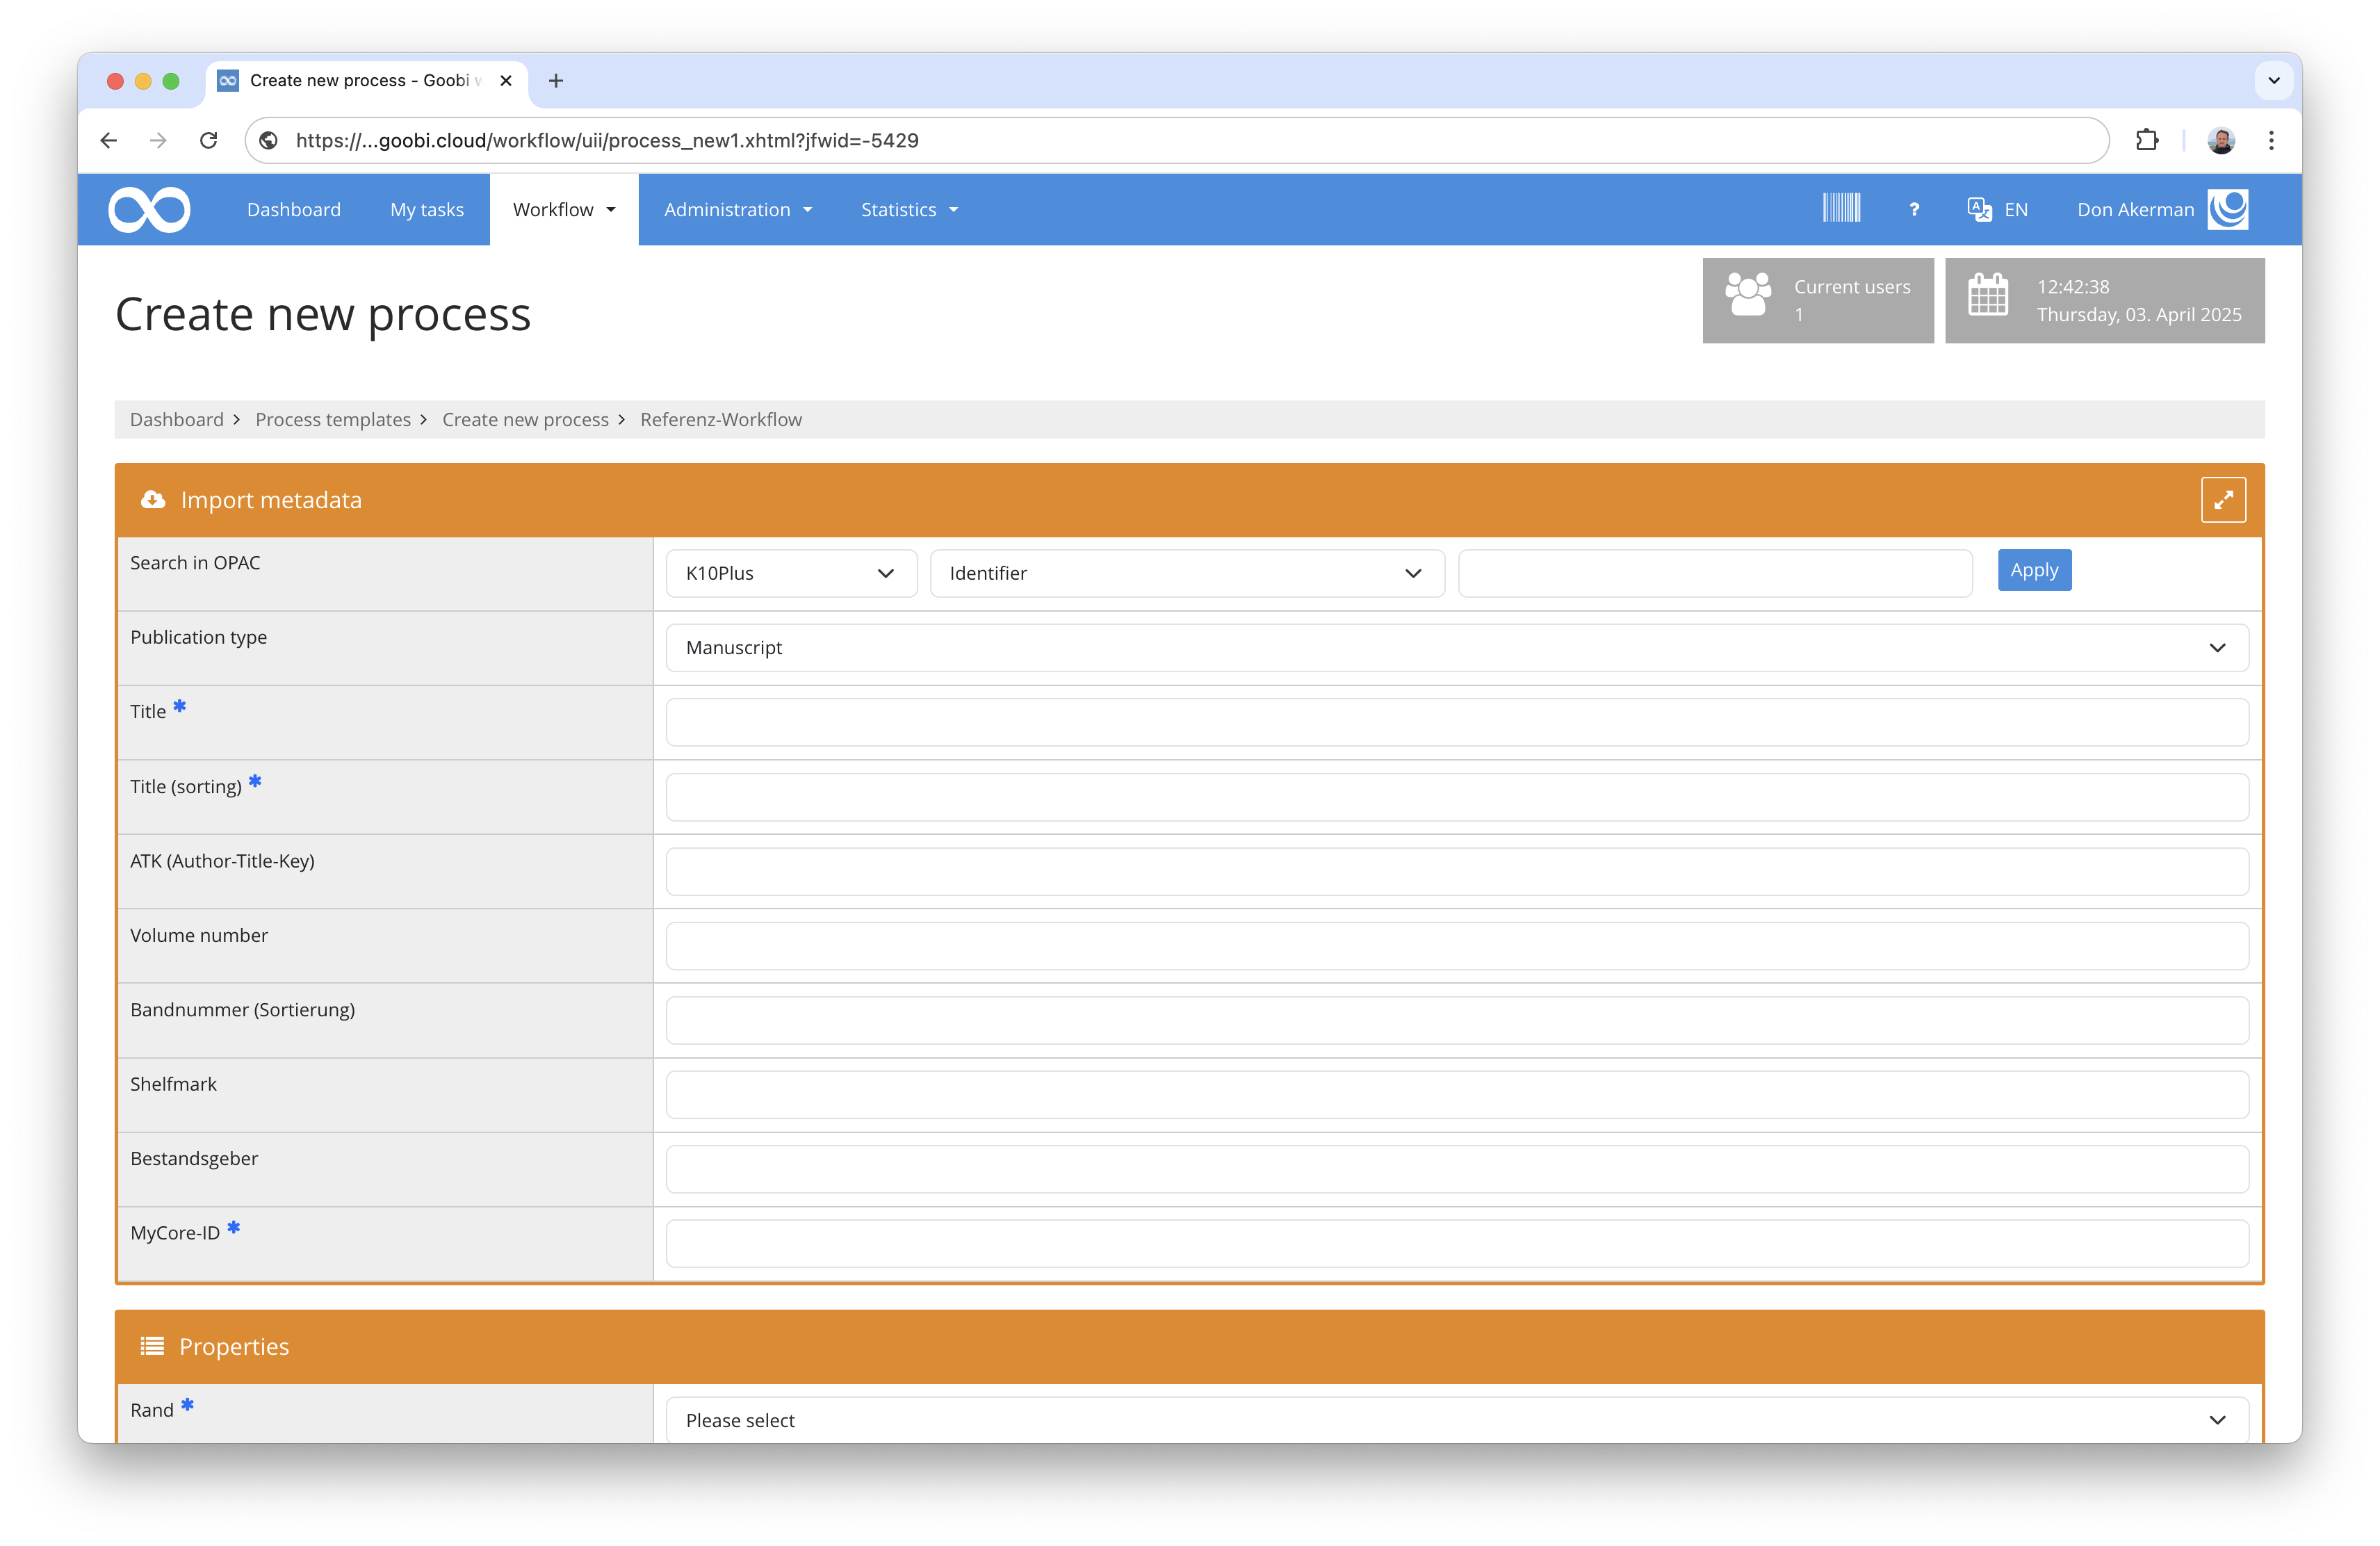 Create new process - Goobi w
https://...goobi.cloud/workflow/uii/process_new1.xhtml?jfwid=-5429
Dashboard My tasks Workflow Administration Statistics ? EN Don Akerman
Create new process
Current users
1
12:42:38
Thursday, 03. April 2025
Dashboard > Process templates > Create new process > Referenz-Workflow
Import metadata
Search in OPAC K10Plus Identifier Apply
Publication type Manuscript
Title *
Title (sorting) *
ATK (Author-Title-Key)
Volume number
Bandnummer (Sortierung)
Shelfmark
Bestandsgeber
MyCore-ID *
Properties
Rand * Please select